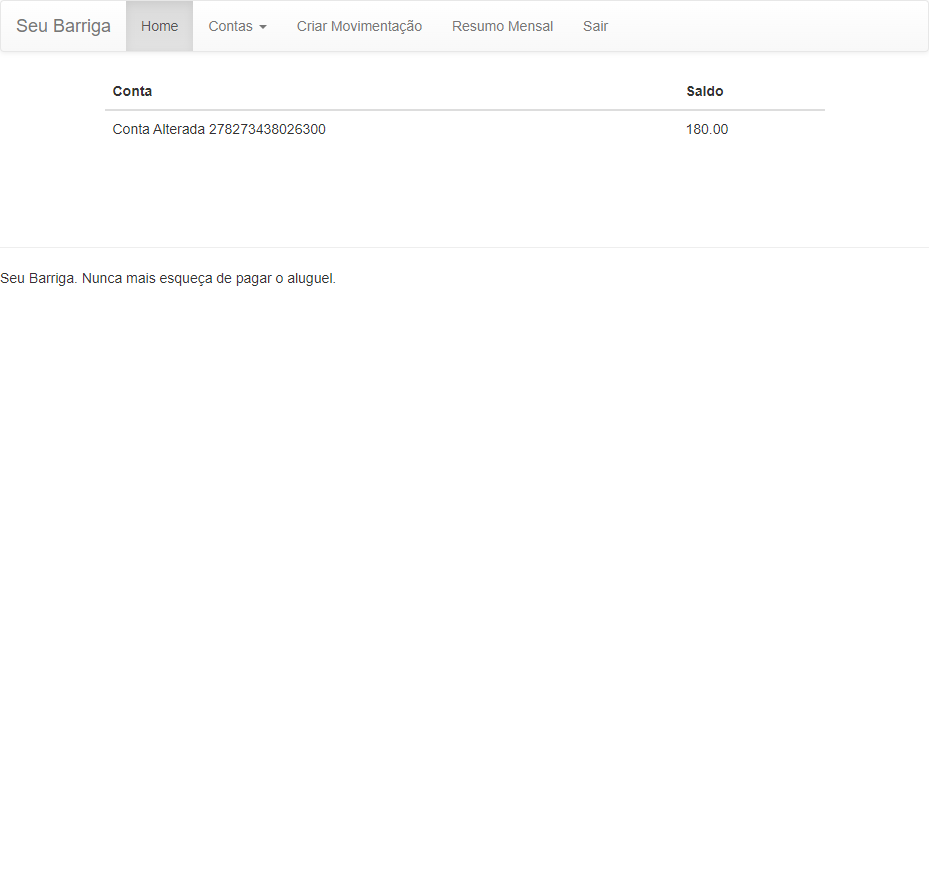 Seu Barriga Home Contas Criar Movimentação Resumo Mensal Sair
Conta Saldo
Conta Alterada 278273438026300 180.00
Seu Barriga. Nunca mais esqueça de pagar o aluguel.